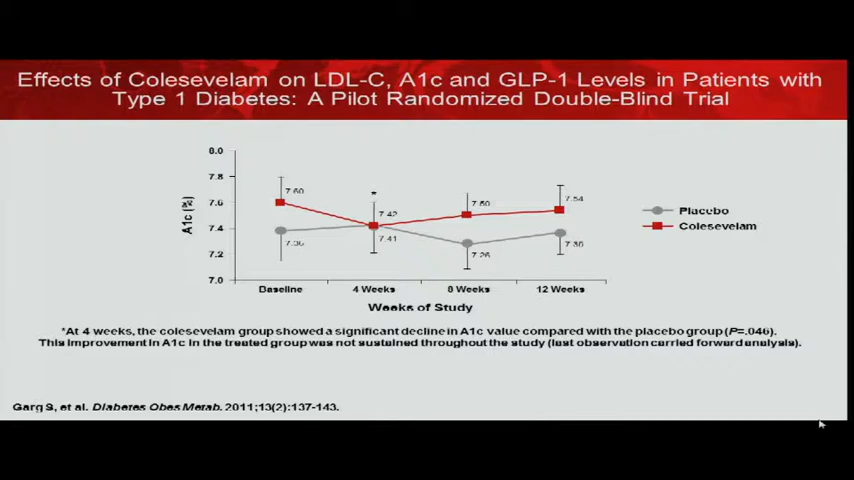 Effects of Colesevelam on LDL-C, A1c and GLP-1 Levels in Patients with
Type 1 Diabetes: A Pilot Randomized Double-Blind Trial
8.0
7.8
7.6
7.4
7.2
7.0
A1c (%)
7.60
*
7.42
7.50
7.54
7.41
7.26
Placebo
Colesevelam
Baseline
4 Weeks
8 Weeks
12 Weeks
Weeks of Study
*At 4 weeks, the colesevelam group showed a significant decline in A1c value compared with the placebo group (P=.046).
This improvement in A1c in the treated group was not sustained throughout the study (last observation carried forward analysis).
Garg S, et al. Diabetes Obes Metab. 2011;13(2):137-143.